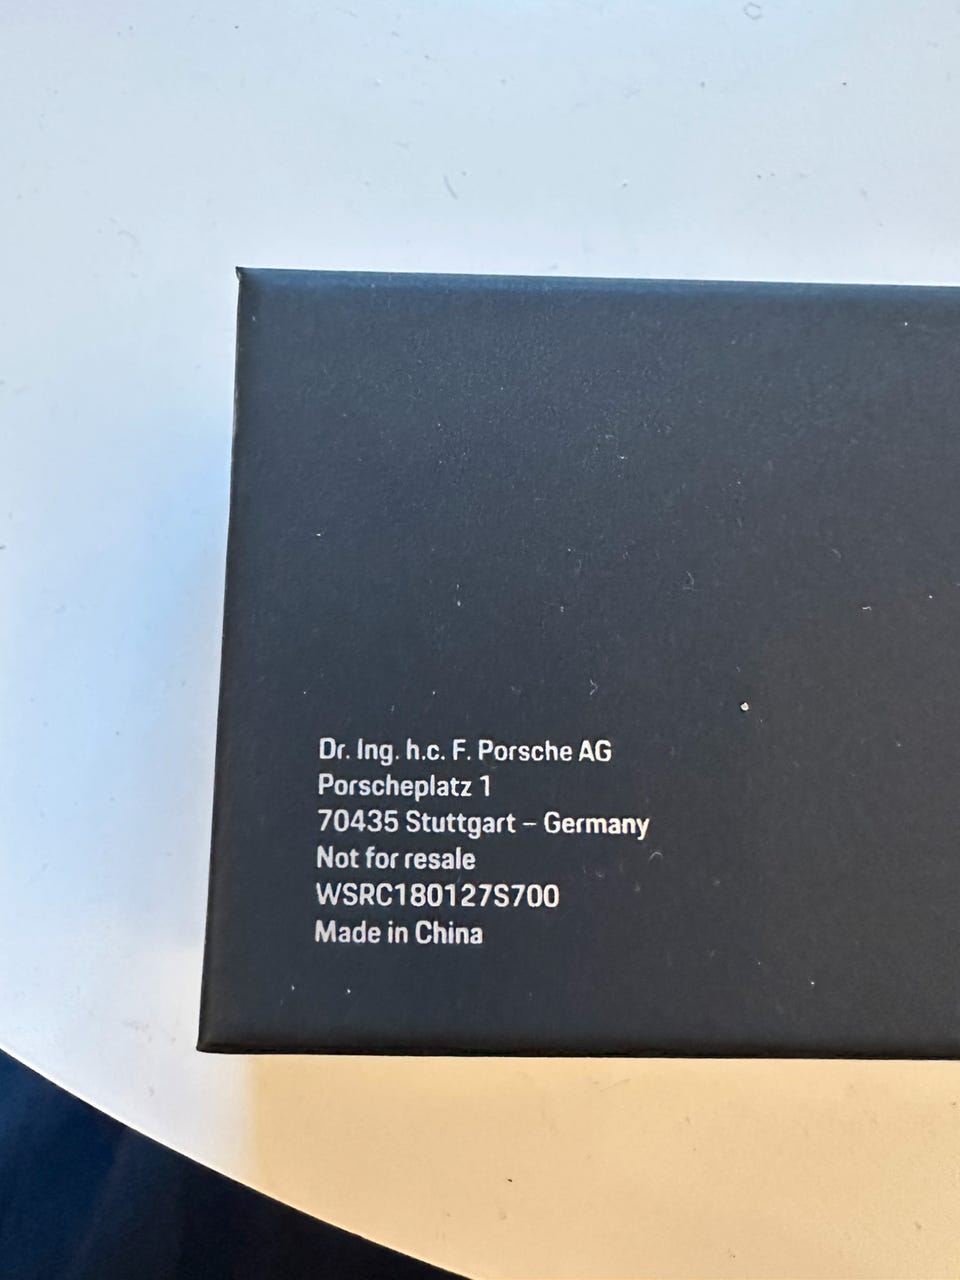 Dr. Ing. h.c. F. Porsche AG
Porscheplatz 1
70435 Stuttgart – Germany
Not for resale
WSRC180127S700
Made in China